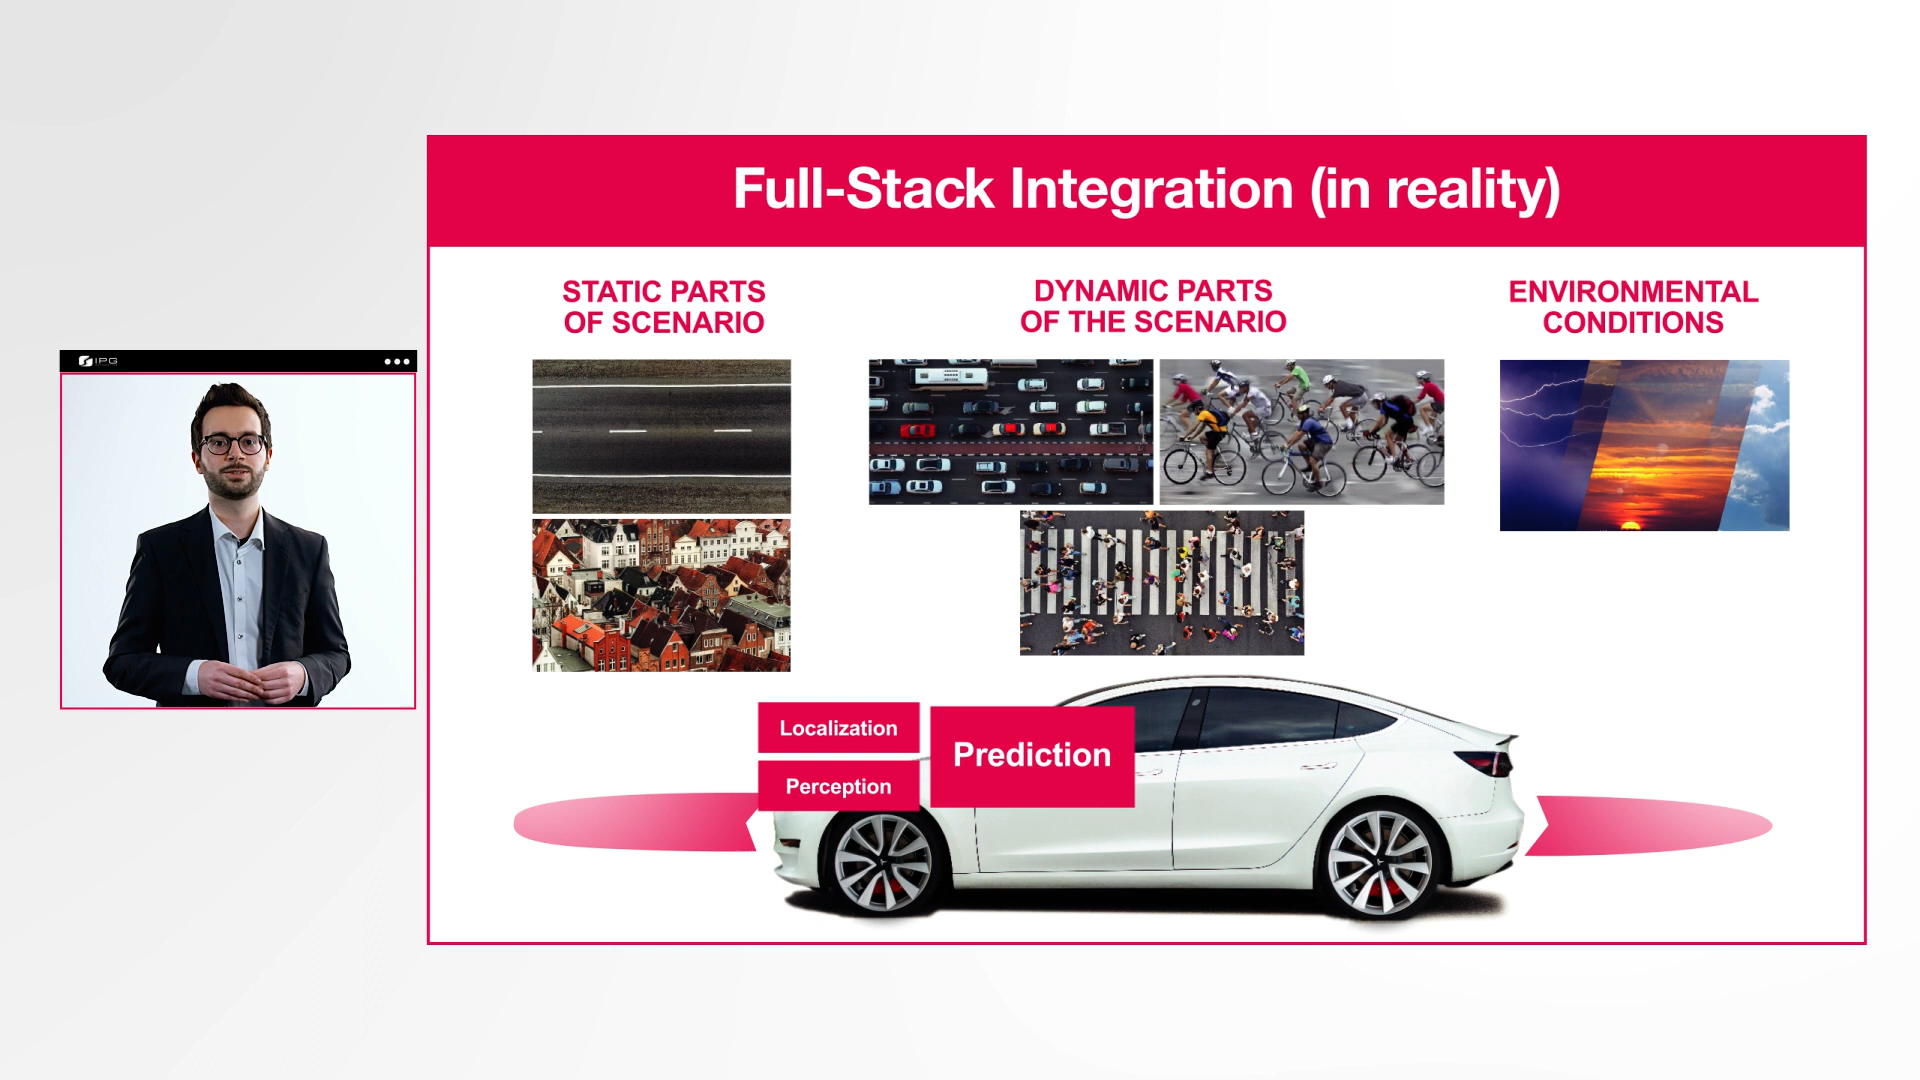 IPG
Full-Stack Integration (in reality)
STATIC PARTS
OF SCENARIO
DYNAMIC PARTS
OF THE SCENARIO
ENVIRONMENTAL
CONDITIONS
Localization
Perception
Prediction